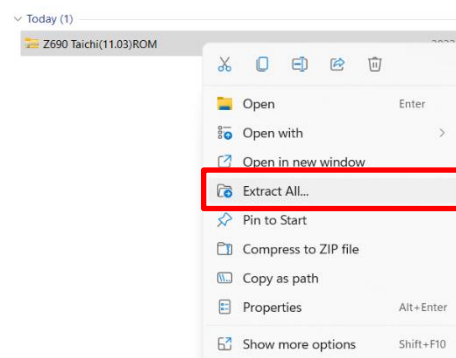 Today (1)
Z690 Taichi(11.03)ROM
Open Enter
Open with
Open in new window
Extract All...
Pin to Start
Compress to ZIP file
Copy as path
Properties Alt+Enter
Show more options Shift+F10